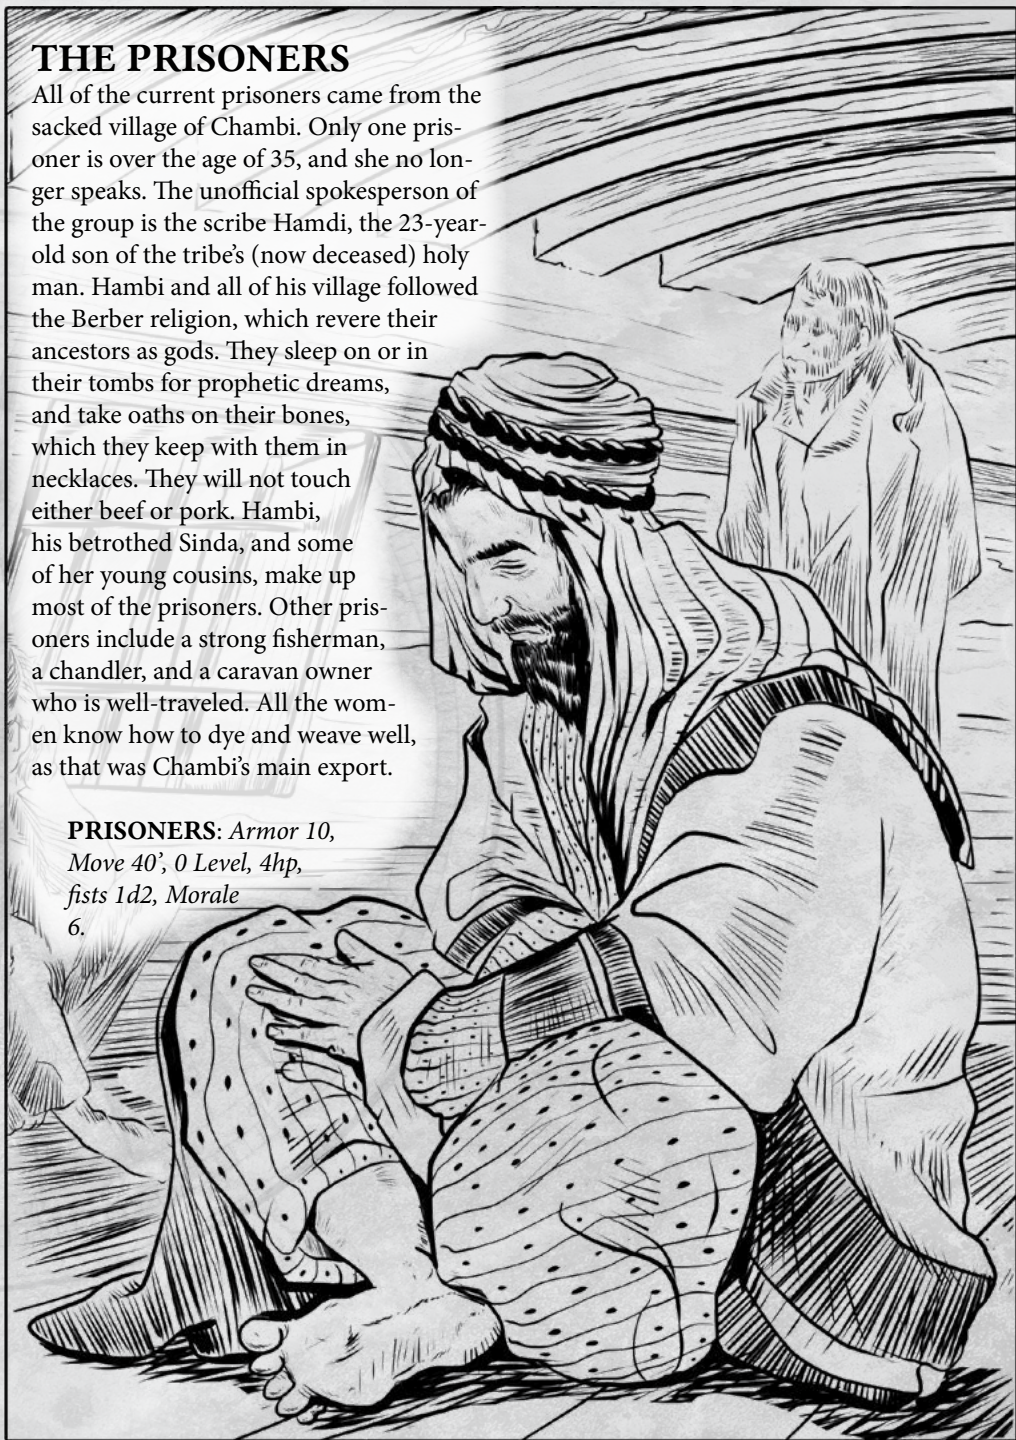 THE PRISONERS
All of the current prisoners came from the
sacked village of Chambi. Only one pris-
oner is over the age of 35, and she no lon-
ger speaks. The unofficial spokesperson of
the group is the scribe Hamdi, the 23-year-
old son of the tribe’s (now deceased) holy
man. Hambi and all of his village followed
the Berber religion, which revere their
ancestors as gods. They sleep on or in
their tombs for prophetic dreams,
and take oaths on their bones,
which they keep with them in
necklaces. They will not touch
either beef or pork. Hambi,
his betrothed Sinda, and some
of her young cousins, make up
most of the prisoners. Other pris-
oners include a strong fisherman,
a chandler, and a caravan owner
who is well-traveled. All the wom-
en know how to dye and weave well,
as that was Chambi’s main export.
PRISONERS: Armor 10,
Move 40’, 0 Level, 4hp,
fists 1d2, Morale
6.